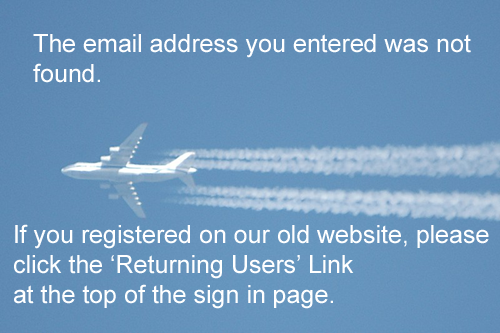 The email address you entered was not
found.
If you registered on our old website, please
click the ‘Returning Users’ Link
at the top of the sign in page.